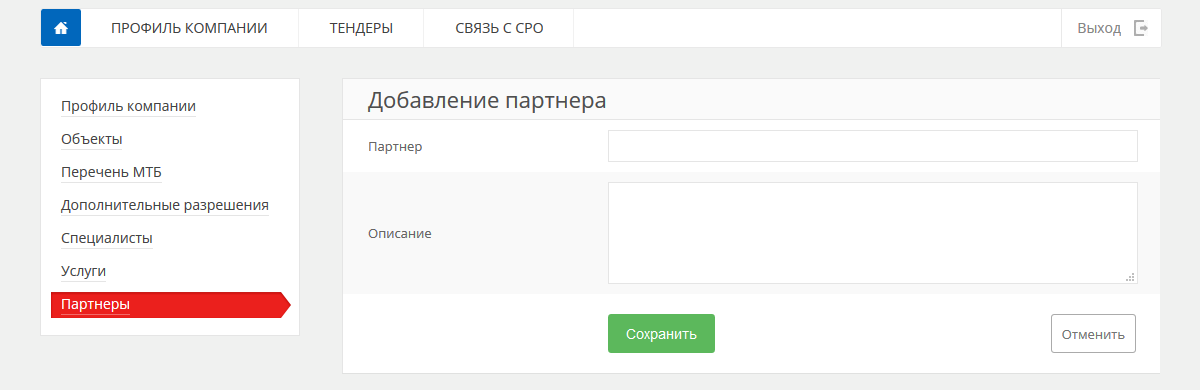 ПРОФИЛЬ КОМПАНИИ ТЕНДЕРЫ СВЯЗЬ С СРО Выход
Профиль компании
Объекты
Перечень МТБ
Дополнительные разрешения
Специалисты
Услуги
Партнеры
Добавление партнера
Партнер
Описание
Сохранить Отменить